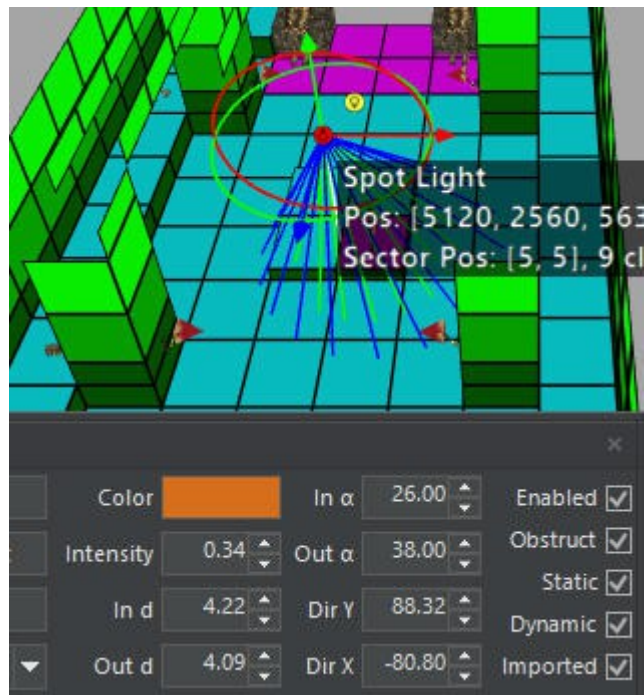 Spot Light
Pos: [5120, 2560, 563
Sector Pos: [5, 5], 9 cl
Color In α 26.00 Enabled
Intensity 0.34 Out α 38.00 Obstruct
Static
In d 4.22 Dir Y 88.32 Dynamic
Out d 4.09 Dir X -80.80 Imported